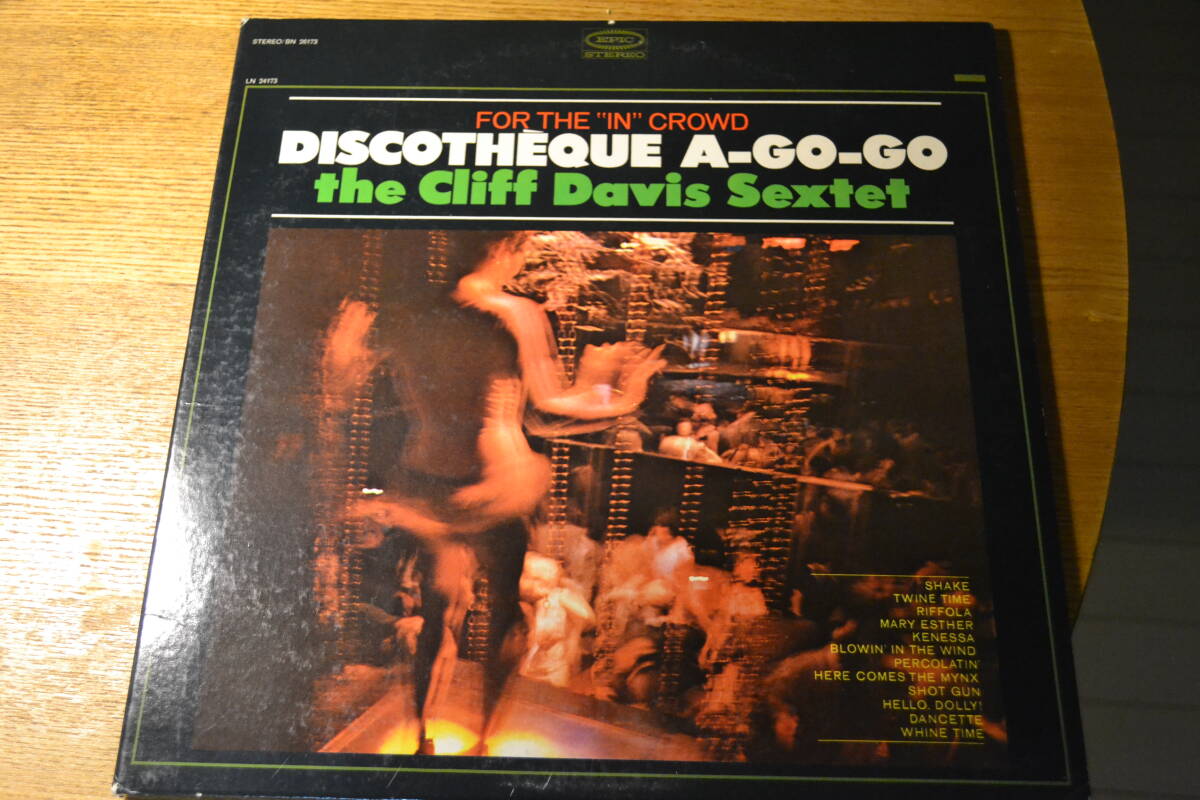 STEREO/BN 26173
EPIC
STEREO
LN 24173
FOR THE "IN" CROWD
DISCOTHÈQUE A-GO-GO
the Cliff Davis Sextet
SHAKE
TWINE TIME
RIFFOLA
MARY ESTHER
KENESSA
BLOWIN' IN THE WIND
PERCOLATIN'
HERE COMES THE MYNX
SHOT GUN
HELLO, DOLLY!
DANCETTE
WHINE TIME